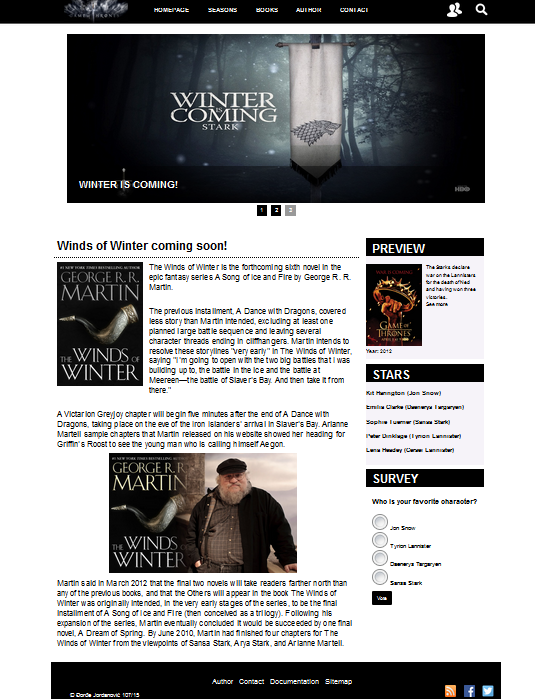 GAME OF THRONES
HOMEPAGE SEASONS BOOKS AUTHOR CONTACT
WINTER
IS
COMING
STARK
WINTER IS COMING!
HBO
1 2 3
Winds of Winter coming soon!
#1 NEW YORK TIMES BESTSELLING AUTHOR
GEORGE R. R.
MARTIN
THE WINDS
OF
WINTER
The Winds of Winter is the forthcoming sixth novel in the
epic fantasy series A Song of Ice and Fire by George R. R.
Martin.
The previous installment, A Dance with Dragons, covered
less story than Martin intended, excluding at least one
planned large battle sequence and leaving several
character threads ending in cliffhangers. Martin intends to
resolve these storylines "very early" in The Winds of Winter,
saying "I'm going to open with the two big battles that I was
building up to, the battle in the ice and the battle at
Meereen—the battle of Slaver's Bay. And then take it from
there."
A Victarion Greyjoy chapter will begin five minutes after the end of A Dance with
Dragons, taking place on the eve of the Iron Islanders' arrival in Slaver's Bay. Arianne
Martell sample chapters that Martin released on his website showed her heading for
Griffin's Roost to see the young man who is calling himself Aegon.
GEORGE R. R.
MARTIN
THE WINDS
OF
WINTER
Martin said in March 2012 that the final two novels will take readers farther north than
any of the previous books, and that the Others will appear in the book The Winds of
Winter was originally intended, in the very early stages of the series, to be the final
installment of A Song of Ice and Fire (then conceived as a trilogy). Following his
expansion of the series, Martin eventually concluded it would be succeeded by one final
novel, A Dream of Spring. By June 2010, Martin had finished four chapters for The
Winds of Winter from the viewpoints of Sansa Stark, Arya Stark, and Arianne Martell.
PREVIEW
WAR IS COMING
GAME OF
THRONES
The Starks declare
war on the Lannisters
for the death of Ned
and having won three
victories.
See more
Year: 2012
STARS
Kit Harington (Jon Snow)
Emilia Clarke (Daenerys Targaryen)
Sophie Tuerner (Sansa Stark)
Peter Dinklage (Tyrion Lannister)
Lena Headey (Cersei Lannister)
SURVEY
Who is your favorite character?
Jon Snow
Tyrion Lannister
Daenerys Targaryen
Sansa Stark
Vote
Author Contact Documentation Sitemap
© Đorđe Jordanović 107/15